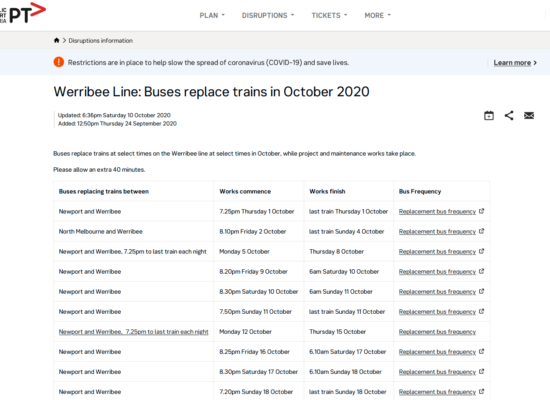 PT>
PLAN
DISRUPTIONS
TICKETS
MORE
> Disruptions information
Restrictions are in place to help slow the spread of coronavirus (COVID-19) and save lives.
Learn more >
Werribee Line: Buses replace trains in October 2020
Updated: 6:36pm Saturday 10 October 2020
Added: 12:50pm Thursday 24 September 2020
Buses replace trains at select times on the Werribee line at select times in October, while project and maintenance works take place.
Please allow an extra 40 minutes.
Buses replacing trains between Works commence Works finish Bus Frequency
Newport and Werribee 7.25pm Thursday 1 October last train Thursday 1 October Replacement bus frequency
North Melbourne and Werribee 8.10pm Friday 2 October last train Sunday 4 October Replacement bus frequency
Newport and Werribee, 7.25pm to last train each night Monday 5 October Thursday 8 October Replacement bus frequency
Newport and Werribee 8.20pm Friday 9 October 6am Saturday 10 October Replacement bus frequency
Newport and Werribee 8.30pm Saturday 10 October 6am Sunday 11 October Replacement bus frequency
Newport and Werribee 7.50pm Sunday 11 October last train Sunday 11 October Replacement bus frequency
Newport and Werribee, 7.25pm to last train each night Monday 12 October Thursday 15 October Replacement bus frequency
Newport and Werribee 8.25pm Friday 16 October 6.10am Saturday 17 October Replacement bus frequency
Newport and Werribee 8.30pm Saturday 17 October 6.10am Sunday 18 October Replacement bus frequency
Newport and Werribee 7.20pm Sunday 18 October last train Sunday 18 October Replacement bus frequency